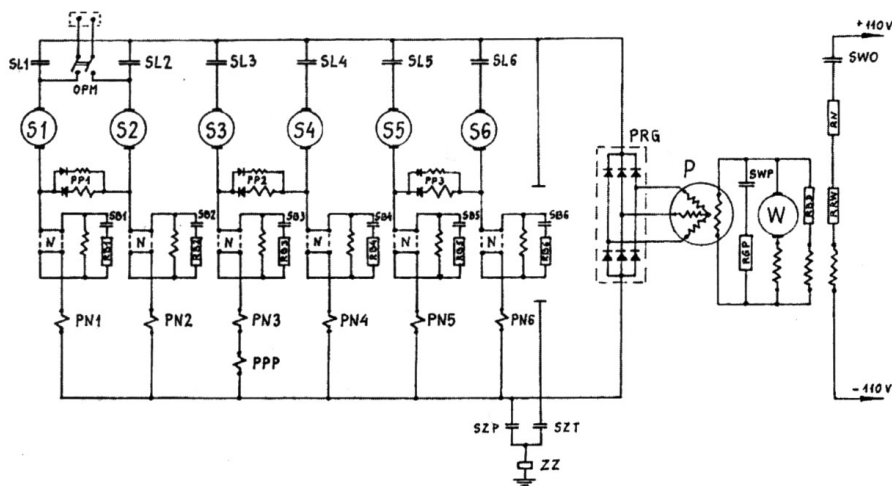 +110V
SL1
OPM
SL2
SL3
SL4
SL5
SL6
SWO
S1
S2
S3
S4
S5
S6
PRG
P
RN
PP1
PP2
PP3
SWP
W
RRW
SB1
SB2
SB3
SB4
SB5
SB6
N
N
N
N
N
N
RB1
RB2
RB3
RB4
RB5
RB6
RGP
PN1
PN2
PN3
PN4
PN5
PN6
PPP
-110V
SZP
SZT
ZZ